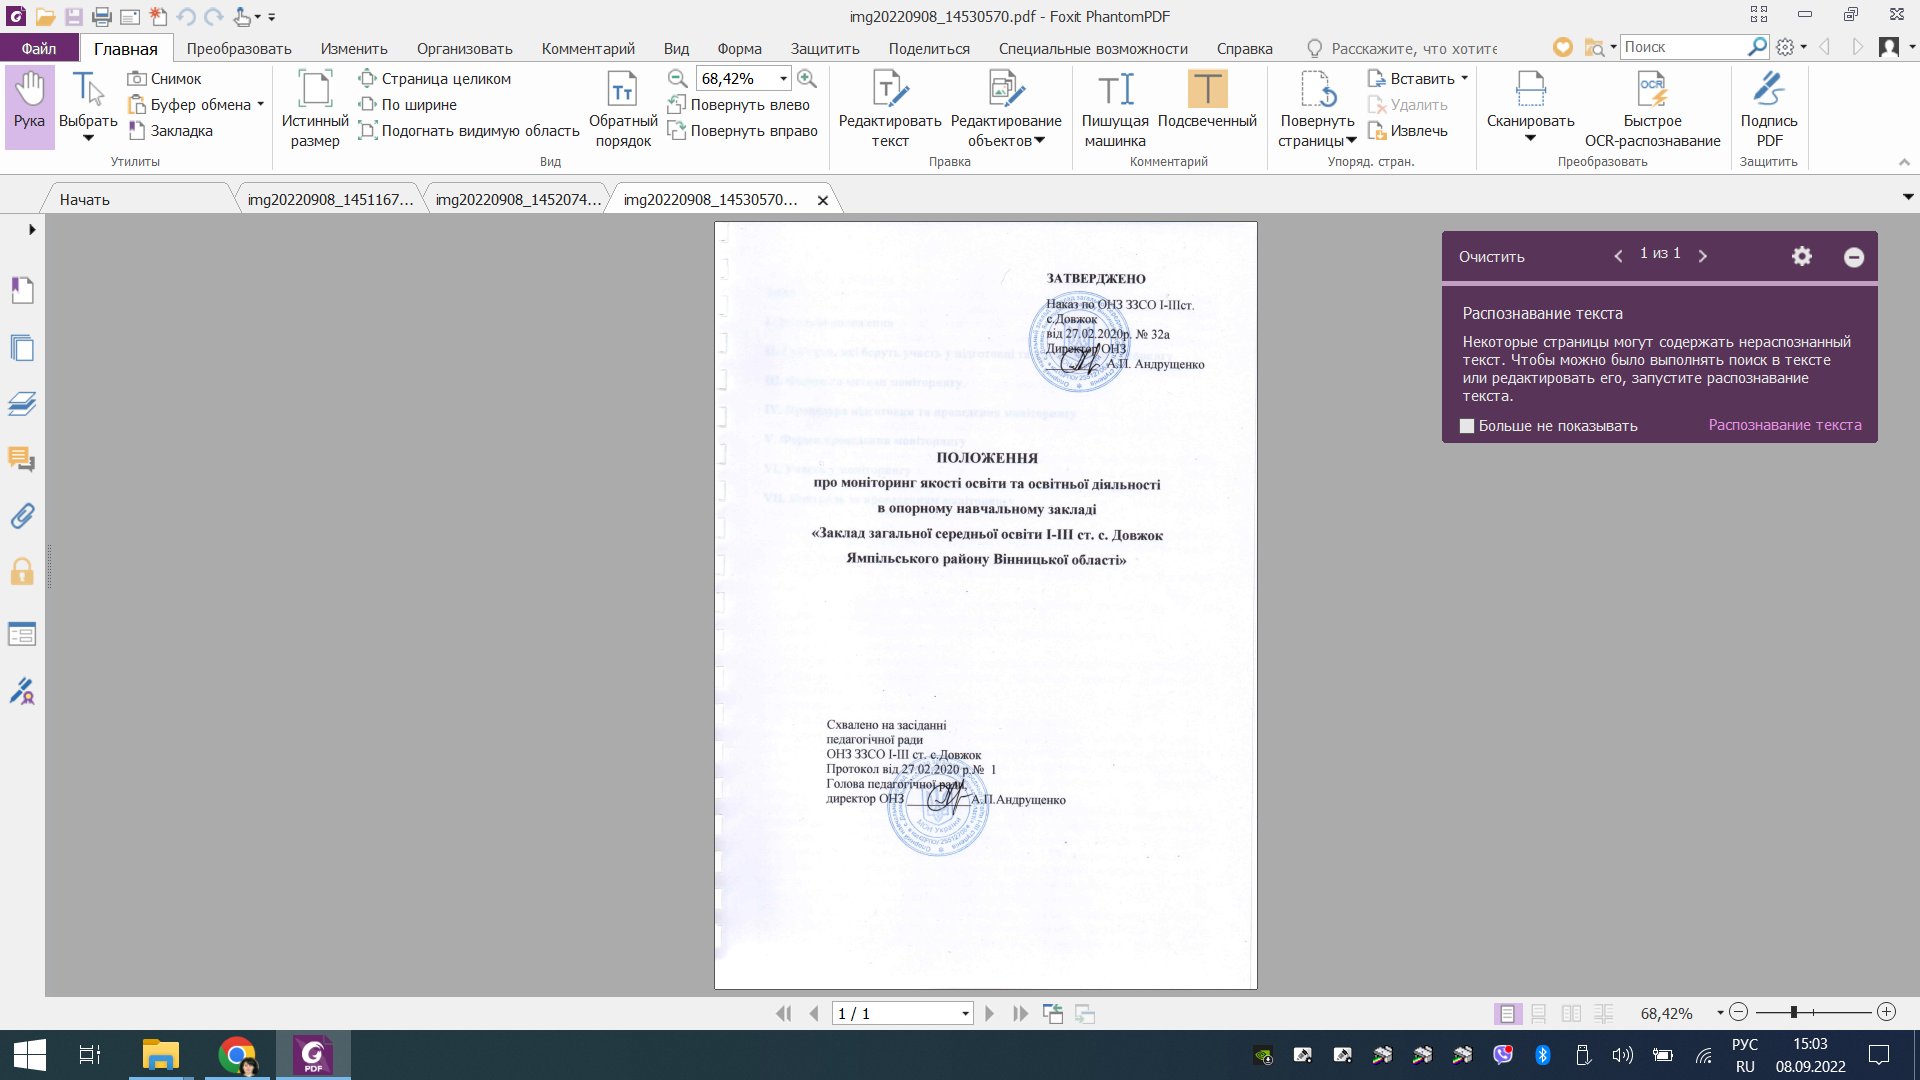 img20220908_14530570.pdf - Foxit PhantomPDF
Файл
Главная
Преобразовать
Изменить
Организовать
Комментарий
Вид
Форма
Защитить
Поделиться
Специальные возможности
Справка
Расскажите, что хотите
Поиск
Рука
Выбрать
Снимок
Буфер обмена
Закладка
Утилиты
Истинный размер
Страница целиком
По ширине
Подогнать видимую область
Обратный порядок
68,42%
Повернуть влево
Повернуть вправо
Вид
Редактировать текст
Редактирование объектов
Правка
Пишущая машинка
Подсвеченный
Комментарий
Повернуть страницы
Вставить
Удалить
Извлечь
Упоряд. стран.
Сканировать
OCR
Быстрое OCR-распознавание
Преобразовать
Подпись PDF
Защитить
Начать
img20220908_1451167...
img20220908_1452074...
img20220908_14530570...
ЗАТВЕРДЖЕНО
Наказ по ОНЗ ЗЗСО І-ІІІст.
с.Довжок
від 27.02.2020р. № 32а
Директор ОНЗ
А.П. Андрущенко
ПОЛОЖЕННЯ
про моніторинг якості освіти та освітньої діяльності
в опорному навчальному закладі
«Заклад загальної середньої освіти І-ІІІ ст. с. Довжок
Ямпільського району Вінницької області»
Схвалено на засіданні
педагогічної ради
ОНЗ ЗЗСО І-ІІІ ст. с.Довжок
Протокол від 27.02.2020 р.№ 1
Голова педагогічної ради,
директор ОНЗ __________А.П.Андрущенко
МОН України
Очистить
1 из 1
Распознавание текста
Некоторые страницы могут содержать нераспознанный
текст. Чтобы можно было выполнять поиск в тексте
или редактировать его, запустите распознавание
текста.
Больше не показывать
Распознавание текста
1 / 1
68,42%
PDF
РУС
RU
15:03
08.09.2022